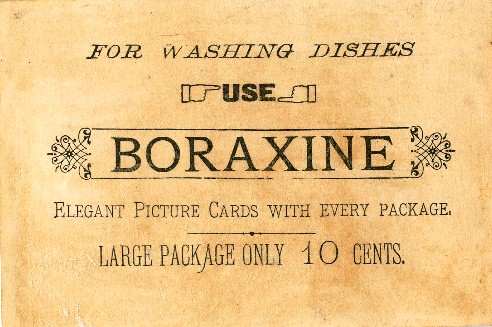 FOR WASHING DISHES
USE
BORAXINE
ELEGANT PICTURE CARDS WITH EVERY PACKAGE.
LARGE PACKAGE ONLY 10 CENTS.